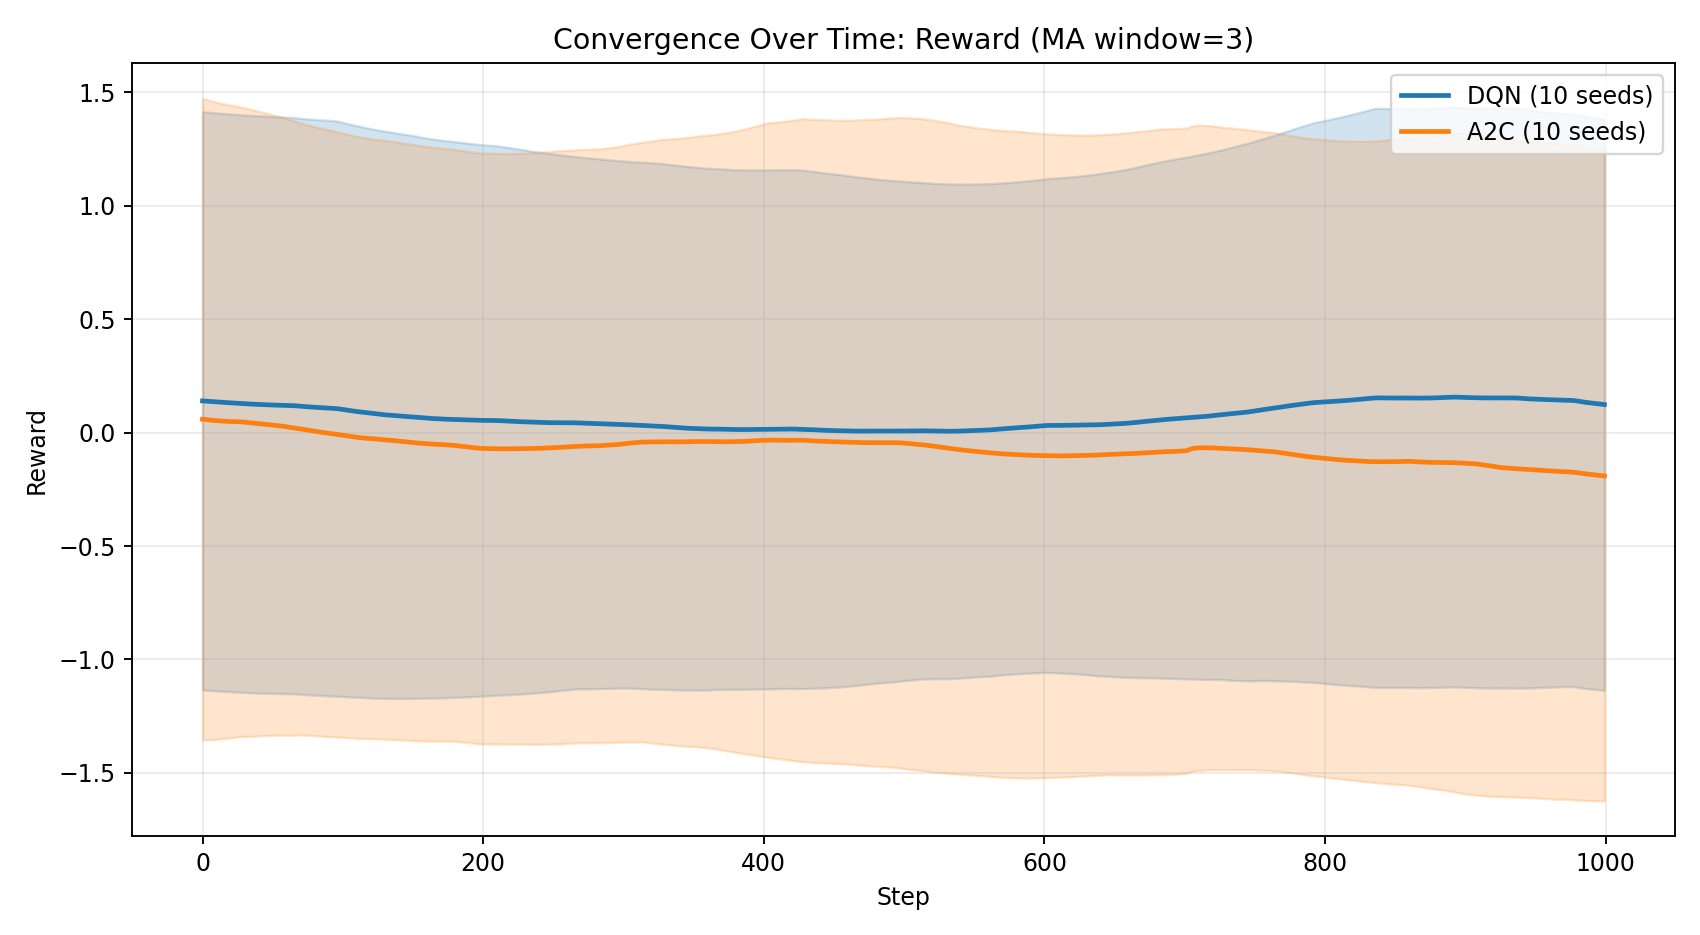 Convergence Over Time: Reward (MA window=3)
DQN (10 seeds)
A2C (10 seeds)
1.5
1.0
0.5
0.0
−0.5
−1.0
−1.5
Reward
0 200 400 600 800 1000
Step